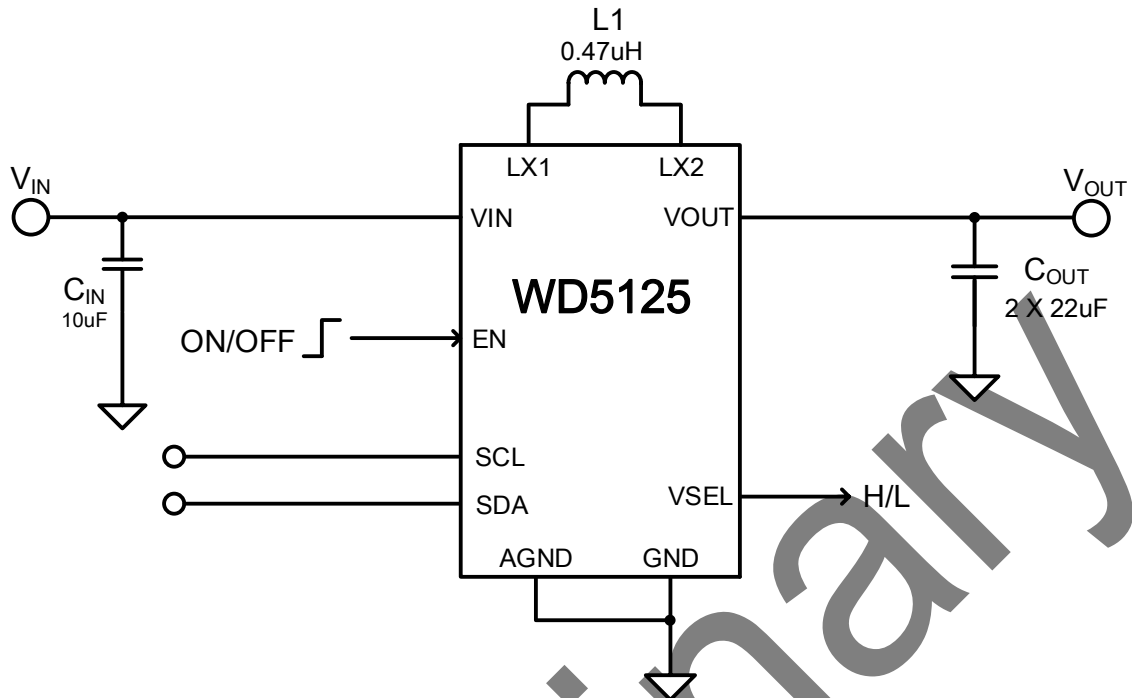 L1
0.47uH
LX1
LX2
VIN
VIN
VOUT
VOUT
CIN
10uF
WD5125
COUT
2 X 22uF
ON/OFF
EN
SCL
SDA
VSEL
H/L
AGND
GND
inary